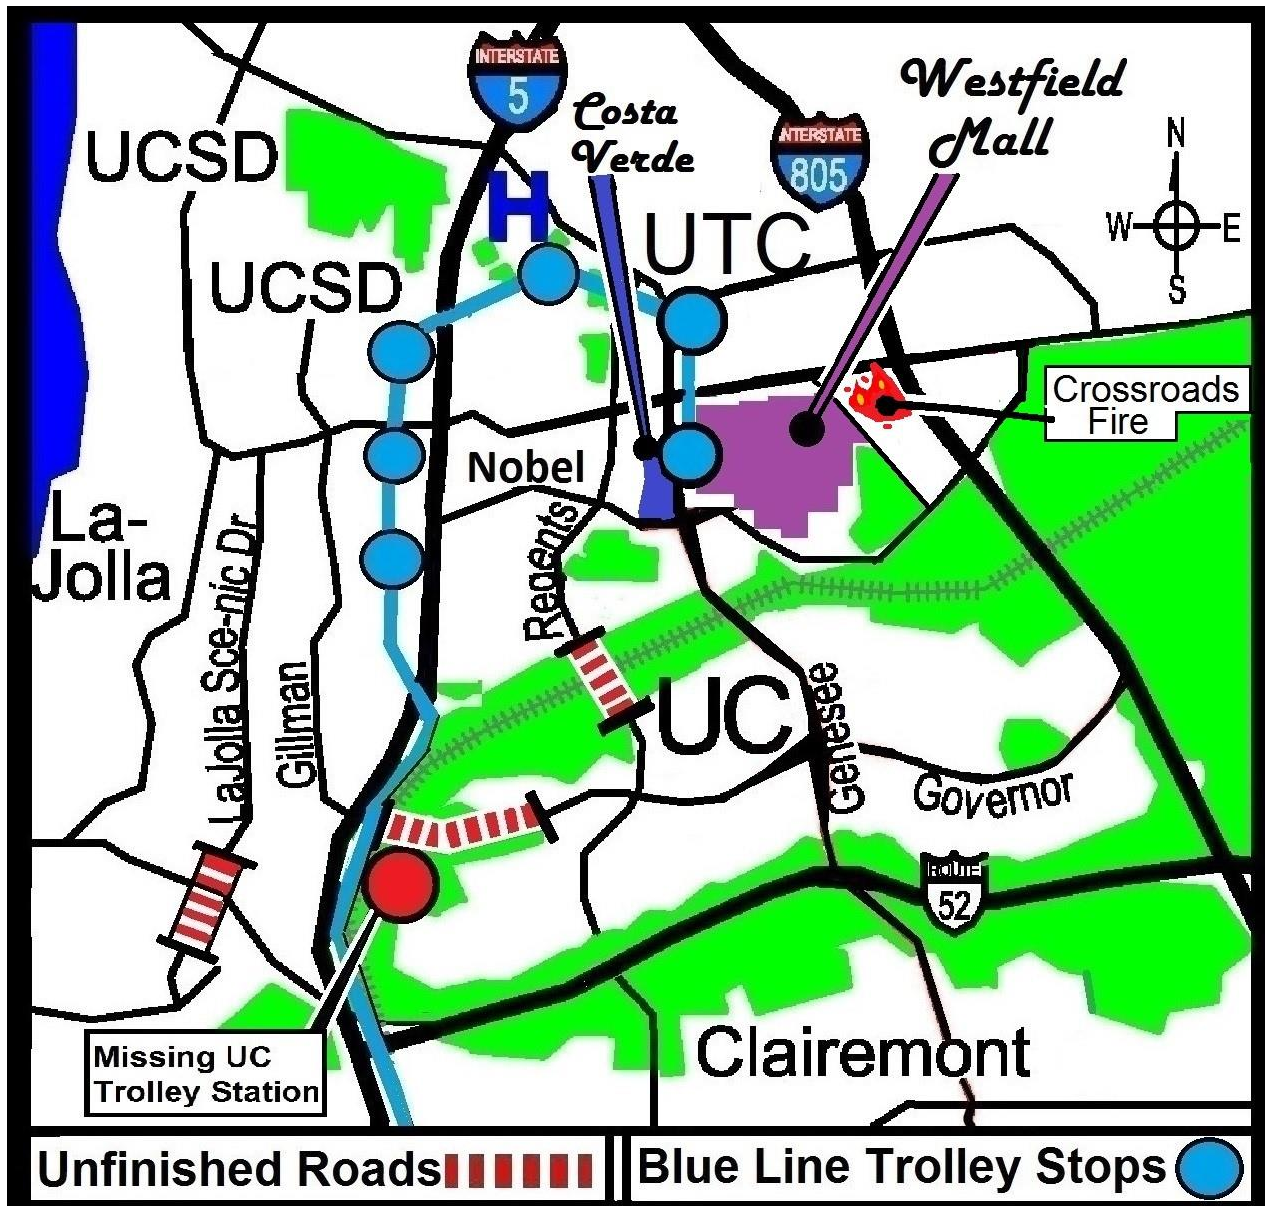 INTERSTATE
5
Costa
Verde
INTERSTATE
805
Westfield
Mall
N
W
E
S
UCSD
H
UTC
UCSD
Crossroads
Fire
Nobel
La-
Jolla
LaJolla Sce-nic Dr
Gillman
Regents
UC
Genesee
Governor
ROUTE
52
Missing UC
Trolley Station
Clairemont
Unfinished Roads
Blue Line Trolley Stops